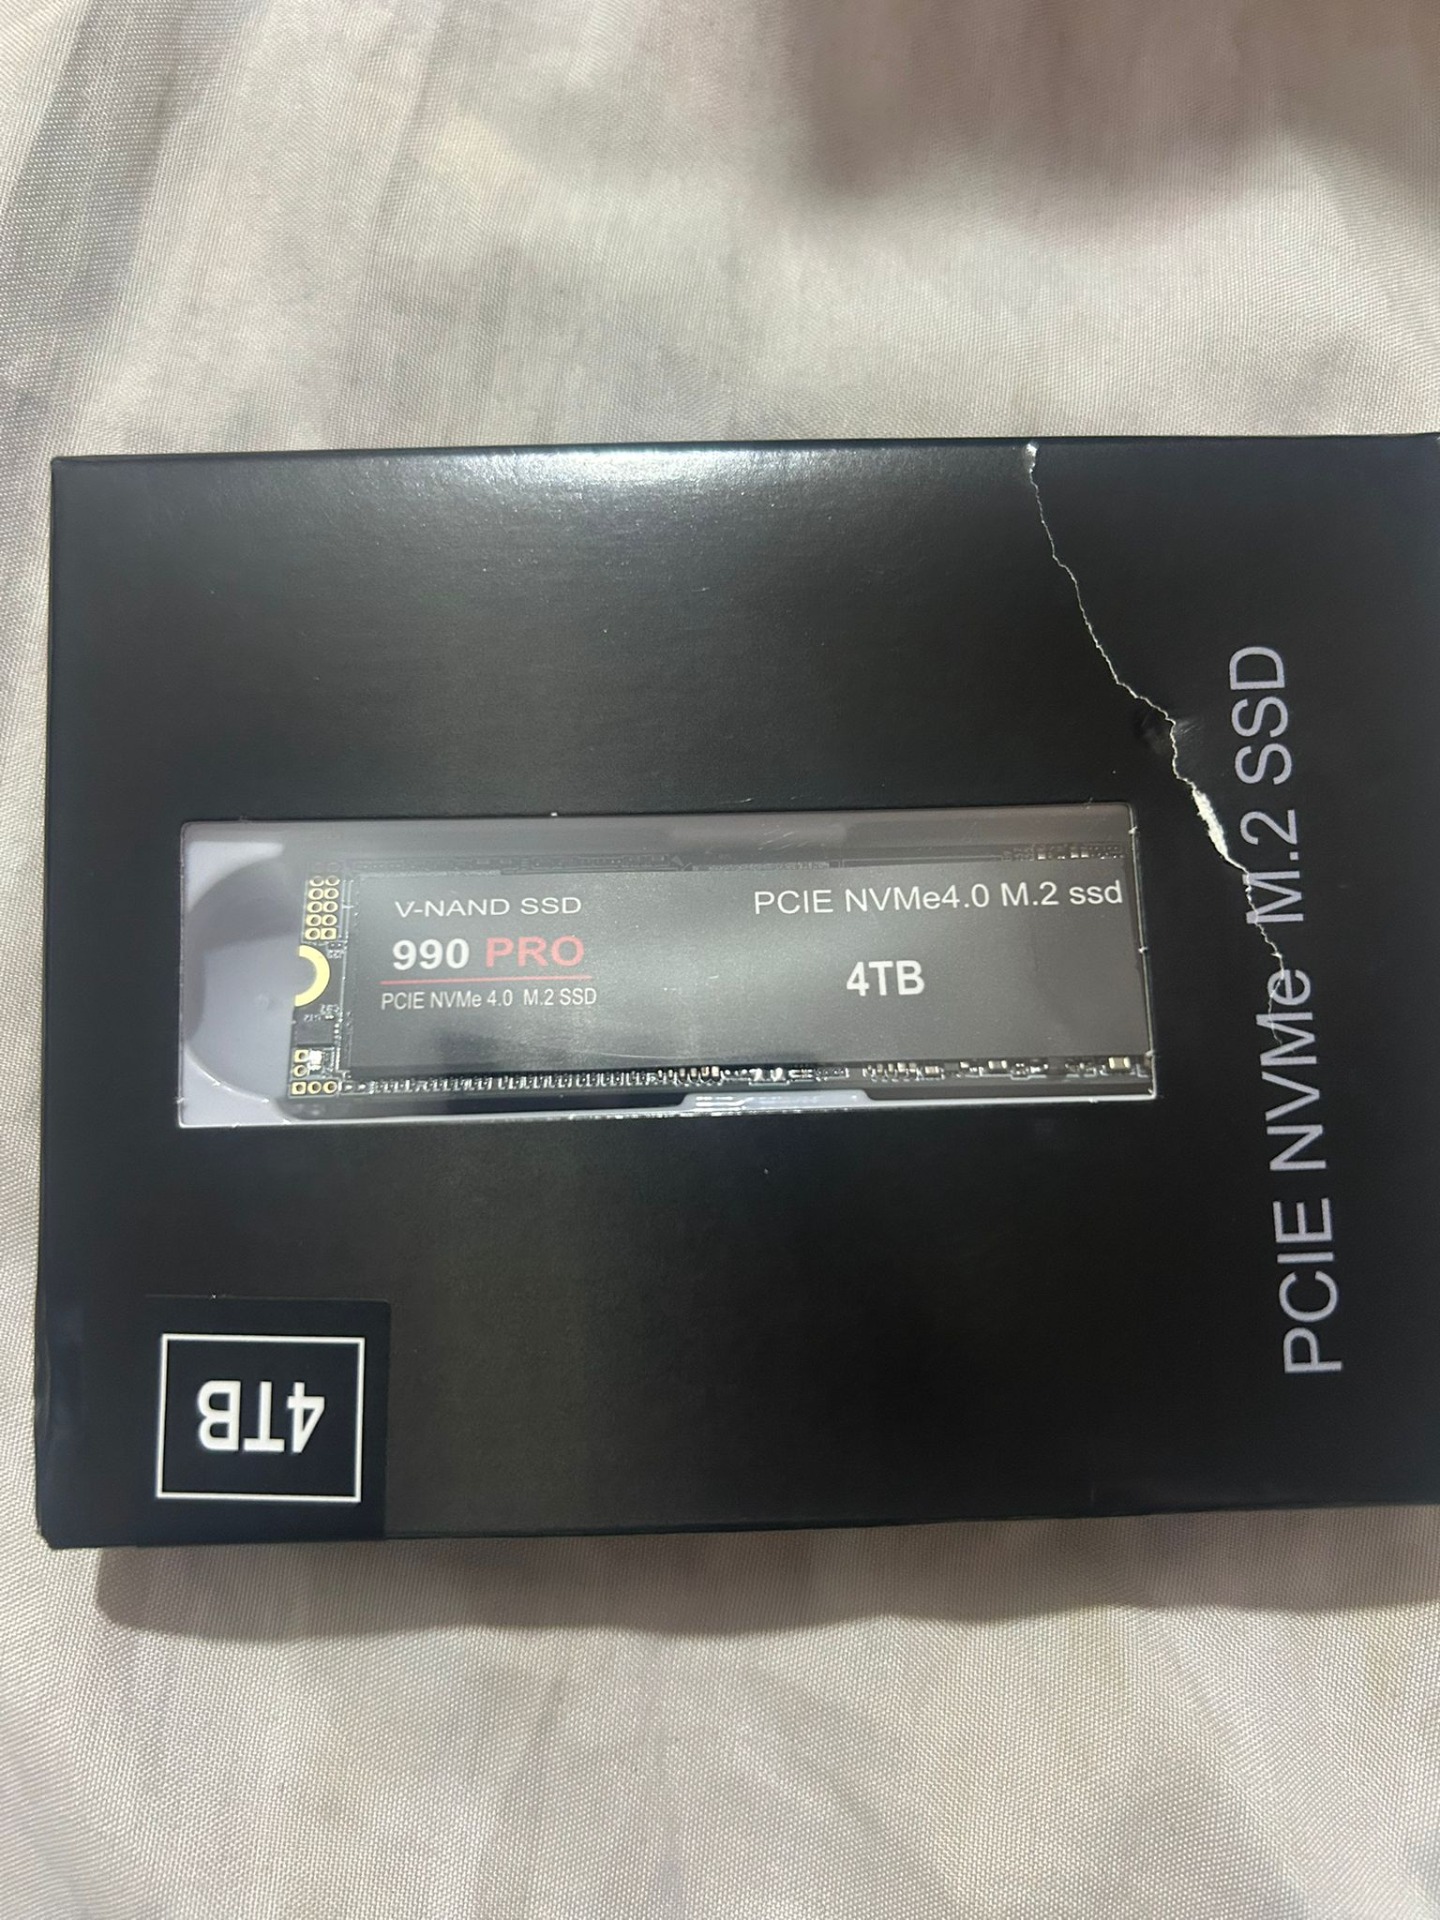 V-NAND SSD
990 PRO
PCIE NVMe 4.0 M.2 SSD
PCIE NVMe4.0 M.2 ssd
4TB
PCIE NVMe M.2 SSD
4TB